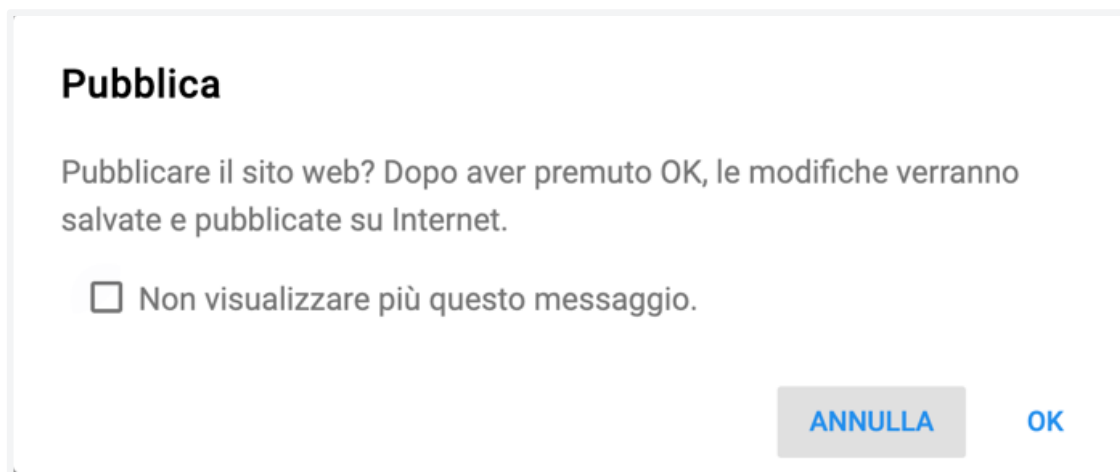 Pubblica
Pubblicare il sito web? Dopo aver premuto OK, le modifiche verranno
salvate e pubblicate su Internet.
Non visualizzare più questo messaggio.
ANNULLA OK